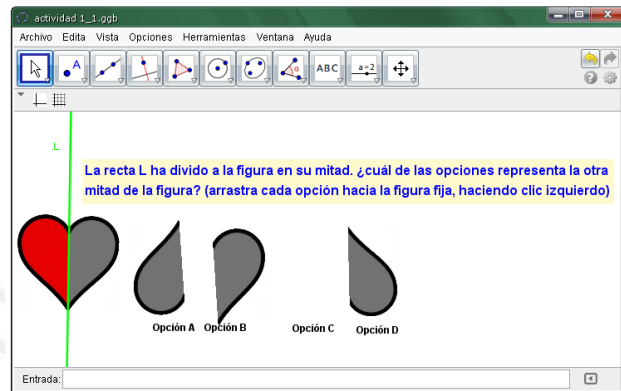 actividad 1_1.ggb
Archivo Edita Vista Opciones Herramientas Ventana Ayuda
A
α
ABC
a=2
L
La recta L ha divido a la figura en su mitad. ¿cuál de las opciones representa la otra
mitad de la figura? (arrastra cada opción hacia la figura fija, haciendo clic izquierdo)
Opción A Opción B Opción C Opción D
Entrada: